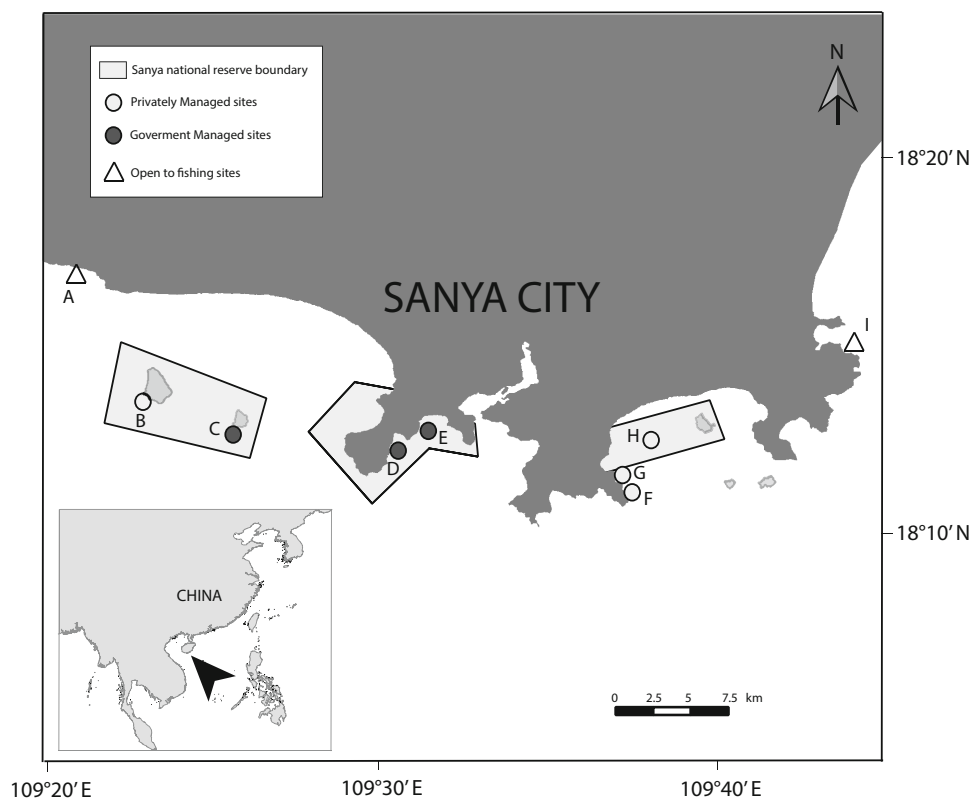 Sanya national reserve boundary
Privately Managed sites
Goverment Managed sites
Open to fishing sites
N
18°20′ N
SANYA CITY
A
I
B
C
E
D
H
G
F
18°10′ N
CHINA
0 2.5 5 7.5 km
109°20′ E
109°30′ E
109°40′ E